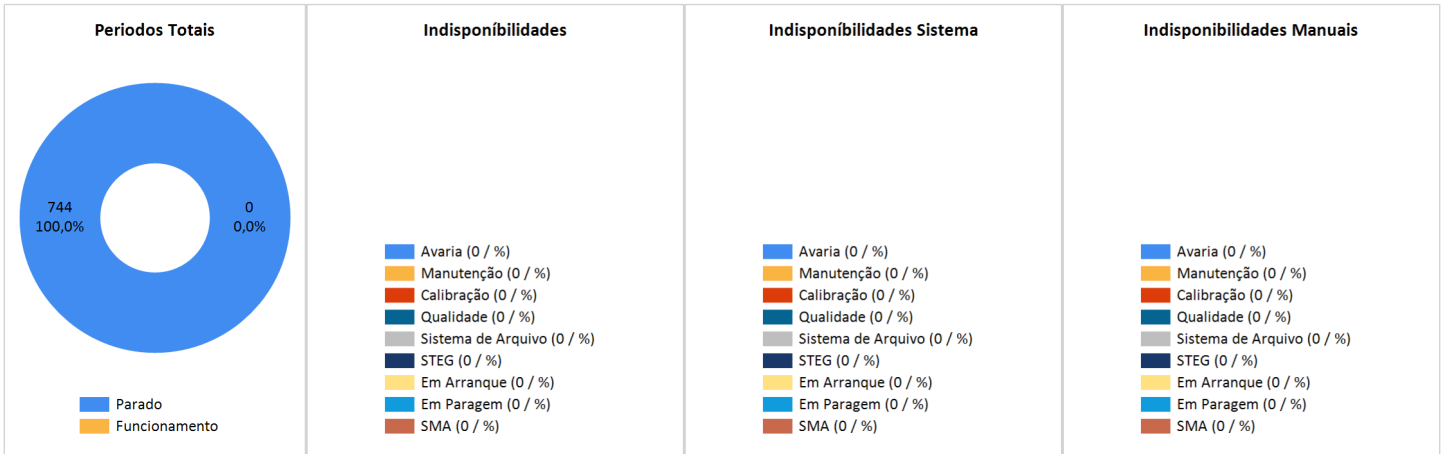 Periodos Totais
744
100,0%
0
0,0%
Parado
Funcionamento
Indisponíbilidades
Avaria (0 / %)
Manutenção (0 / %)
Calibração (0 / %)
Qualidade (0 / %)
Sistema de Arquivo (0 / %)
STEG (0 / %)
Em Arranque (0 / %)
Em Paragem (0 / %)
SMA (0 / %)
Indisponíbilidades Sistema
Avaria (0 / %)
Manutenção (0 / %)
Calibração (0 / %)
Qualidade (0 / %)
Sistema de Arquivo (0 / %)
STEG (0 / %)
Em Arranque (0 / %)
Em Paragem (0 / %)
SMA (0 / %)
Indisponibilidades Manuais
Avaria (0 / %)
Manutenção (0 / %)
Calibração (0 / %)
Qualidade (0 / %)
Sistema de Arquivo (0 / %)
STEG (0 / %)
Em Arranque (0 / %)
Em Paragem (0 / %)
SMA (0 / %)